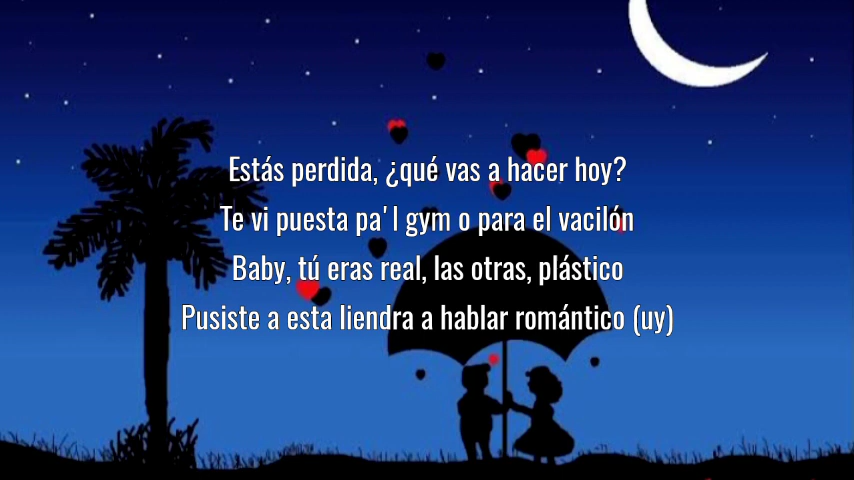 Estás perdida, ¿qué vas a hacer hoy?
Te vi puesta pa'l gym o para el vacilón
Baby, tú eras real, las otras, plástico
Pusiste a esta liendra a hablar romántico (uy)